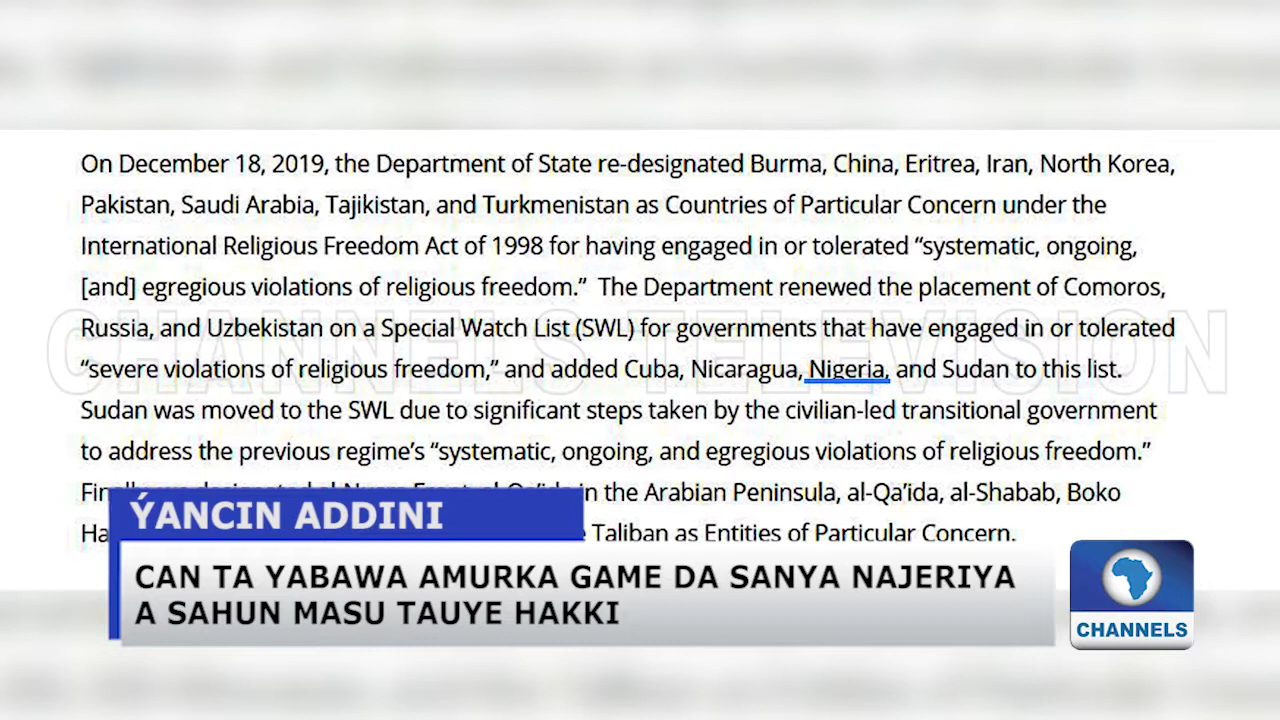 On December 18, 2019, the Department of State re-designated Burma, China, Eritrea, Iran, North Korea,
Pakistan, Saudi Arabia, Tajikistan, and Turkmenistan as Countries of Particular Concern under the
International Religious Freedom Act of 1998 for having engaged in or tolerated “systematic, ongoing,
[and] egregious violations of religious freedom.” The Department renewed the placement of Comoros,
Russia, and Uzbekistan on a Special Watch List (SWL) for governments that have engaged in or tolerated
“severe violations of religious freedom,” and added Cuba, Nicaragua, Nigeria, and Sudan to this list.
Sudan was moved to the SWL due to significant steps taken by the civilian-led transitional government
to address the previous regime’s “systematic, ongoing, and egregious violations of religious freedom.”
in the Arabian Peninsula, al-Qa’ida, al-Shabab, Boko
Taliban as Entities of Particular Concern.
CHANNELS TELEVISION
ÝANCIN ADDINI
CAN TA YABAWA AMURKA GAME DA SANYA NAJERIYA
A SAHUN MASU TAUYE HAKKI
CHANNELS